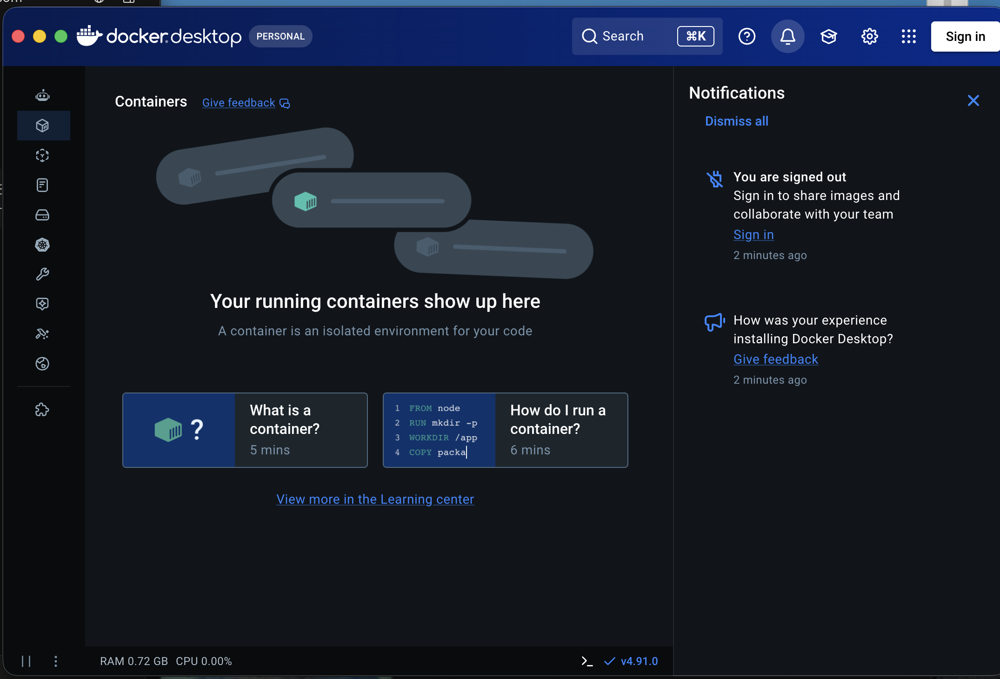 docker desktop
PERSONAL
Search
⌘K
Sign in
Containers
Give feedback
Your running containers show up here
A container is an isolated environment for your code
?
What is a
container?
5 mins
1 FROM node
2 RUN mkdir -p
3 WORKDIR /app
4 COPY packa
How do I run a
container?
6 mins
View more in the Learning center
Notifications
Dismiss all
You are signed out
Sign in to share images and
collaborate with your team
Sign in
2 minutes ago
How was your experience
installing Docker Desktop?
Give feedback
2 minutes ago
RAM 0.72 GB CPU 0.00%
v4.91.0